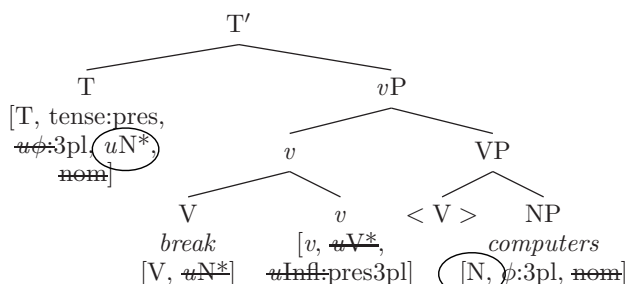 T′
T vP
[T, tense:pres,
uϕ:3pl, uN*,
nom]
v VP
V v < V > NP
break [v, uV*, computers
[V, uN*] uInfl:pres3pl] [N, ϕ:3pl, nom]